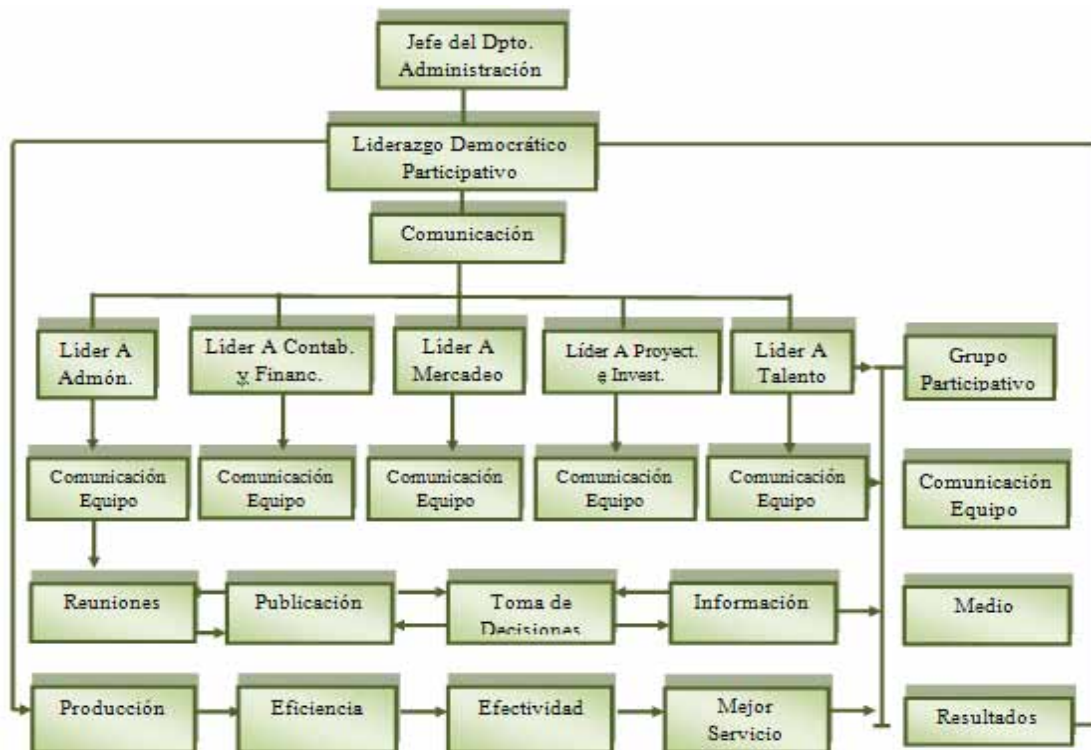 Jefe del Dpto.
Administración
Liderazgo Democrático
Participativo
Comunicación
Lider A
Admón.
Lider A Contab.
y Financ.
Lider A
Mercadeo
Líder A Proyect.
e Invest.
Lider A
Talento
Grupo
Participativo
Comunicación
Equipo
Comunicación
Equipo
Comunicación
Equipo
Comunicación
Equipo
Comunicación
Equipo
Comunicación
Equipo
Reuniones
Publicación
Toma de
Decisiones
Información
Medio
Producción
Eficiencia
Efectividad
Mejor
Servicio
Resultados